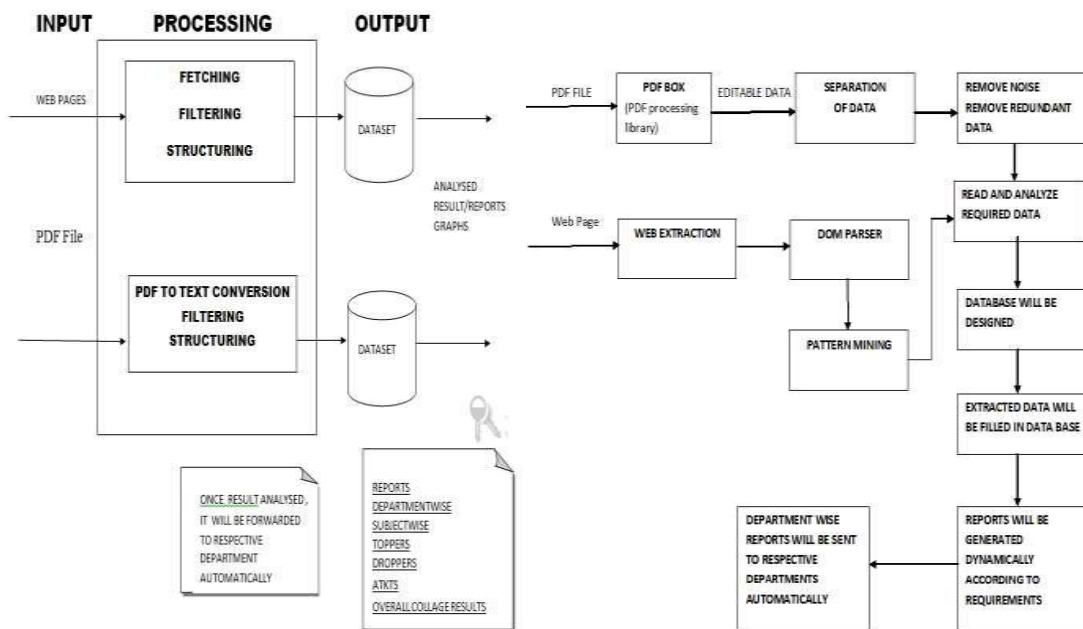 INPUT
PROCESSING
OUTPUT
WEB PAGES
FETCHING
FILTERING
STRUCTURING
DATASET
ANALYSED
RESULT/REPORTS
GRAPHS
PDF File
PDF TO TEXT CONVERSION
FILTERING
STRUCTURING
DATASET
ONCE RESULT ANALYSED,
IT WILL BE FORWARDED
TO RESPECTIVE
DEPARTMENT
AUTOMATICALLY
REPORTS
DEPARTMENTWISE
SUBJECTWISE
TOPPERS
DROPPERS
ATKTS
OVERALL COLLAGE RESULTS
PDF FILE
PDF BOX
(PDF processing
library)
EDITABLE DATA
SEPARATION
OF DATA
REMOVE NOISE
REMOVE REDUNDANT
DATA
READ AND ANALYZE
REQUIRED DATA
Web Page
WEB EXTRACTION
DOM PARSER
PATTERN MINING
DATABASE WILL BE
DESIGNED
EXTRACTED DATA WILL
BE FILLED IN DATA BASE
REPORTS WILL BE
GENERATED
DYNAMICALLY
ACCORDING TO
REQUIREMENTS
DEPARTMENT WISE
REPORTS WILL BE SENT
TO RESPECTIVE
DEPARTMENTS
AUTOMATICALLY